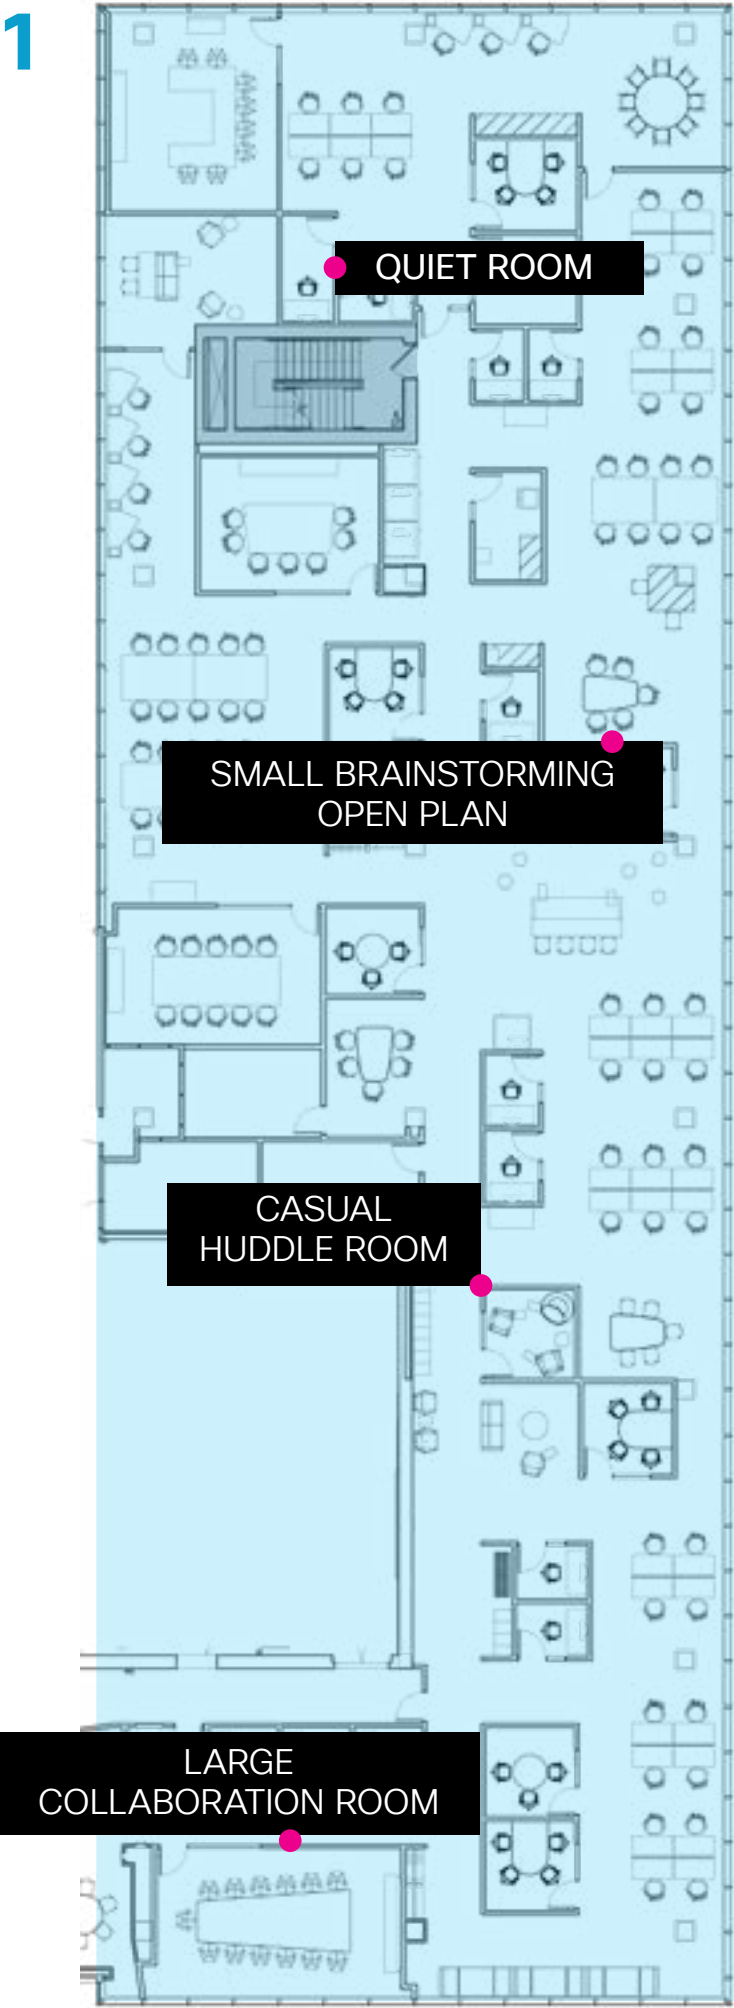 1
QUIET ROOM
SMALL BRAINSTORMING
OPEN PLAN
CASUAL
HUDDLE ROOM
LARGE
COLLABORATION ROOM